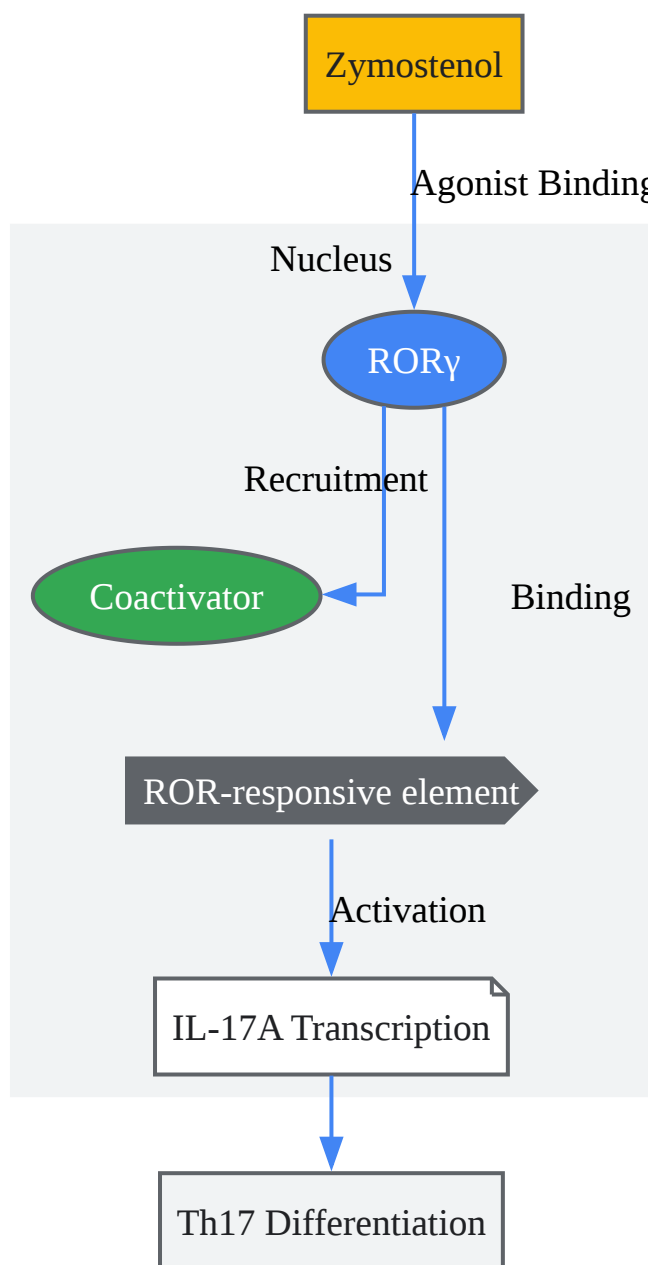 Zymostenol
Agonist Binding
Nucleus
RORγ
Recruitment
Coactivator
Binding
ROR-responsive element
Activation
IL-17A Transcription
Th17 Differentiation